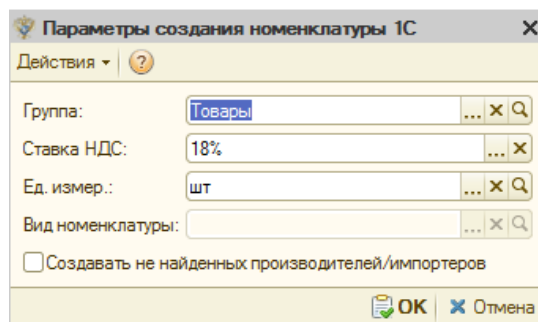 Параметры создания номенклатуры 1С
Действия
Группа: Товары
Ставка НДС: 18%
Ед. измер.: шт
Вид номенклатуры:
Создавать не найденных производителей/импортеров
ОК Отмена